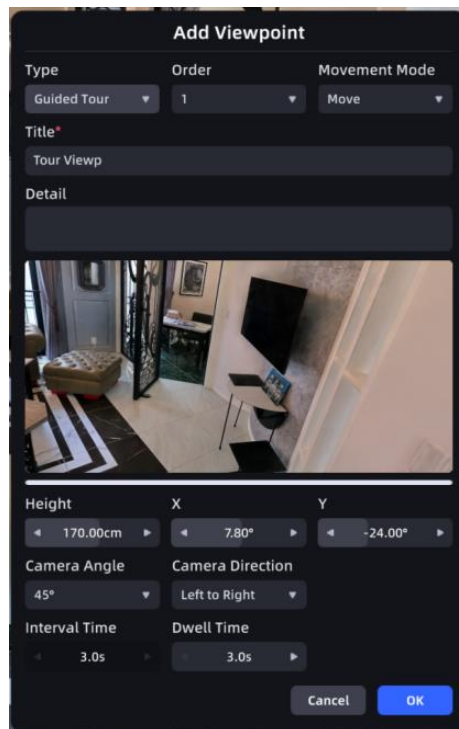 Add Viewpoint
Type Order Movement Mode
Guided Tour 1 Move
Title*
Tour Viewp
Detail
Height X Y
170.00cm 7.80° -24.00°
Camera Angle Camera Direction
45° Left to Right
Interval Time Dwell Time
3.0s 3.0s
Cancel OK